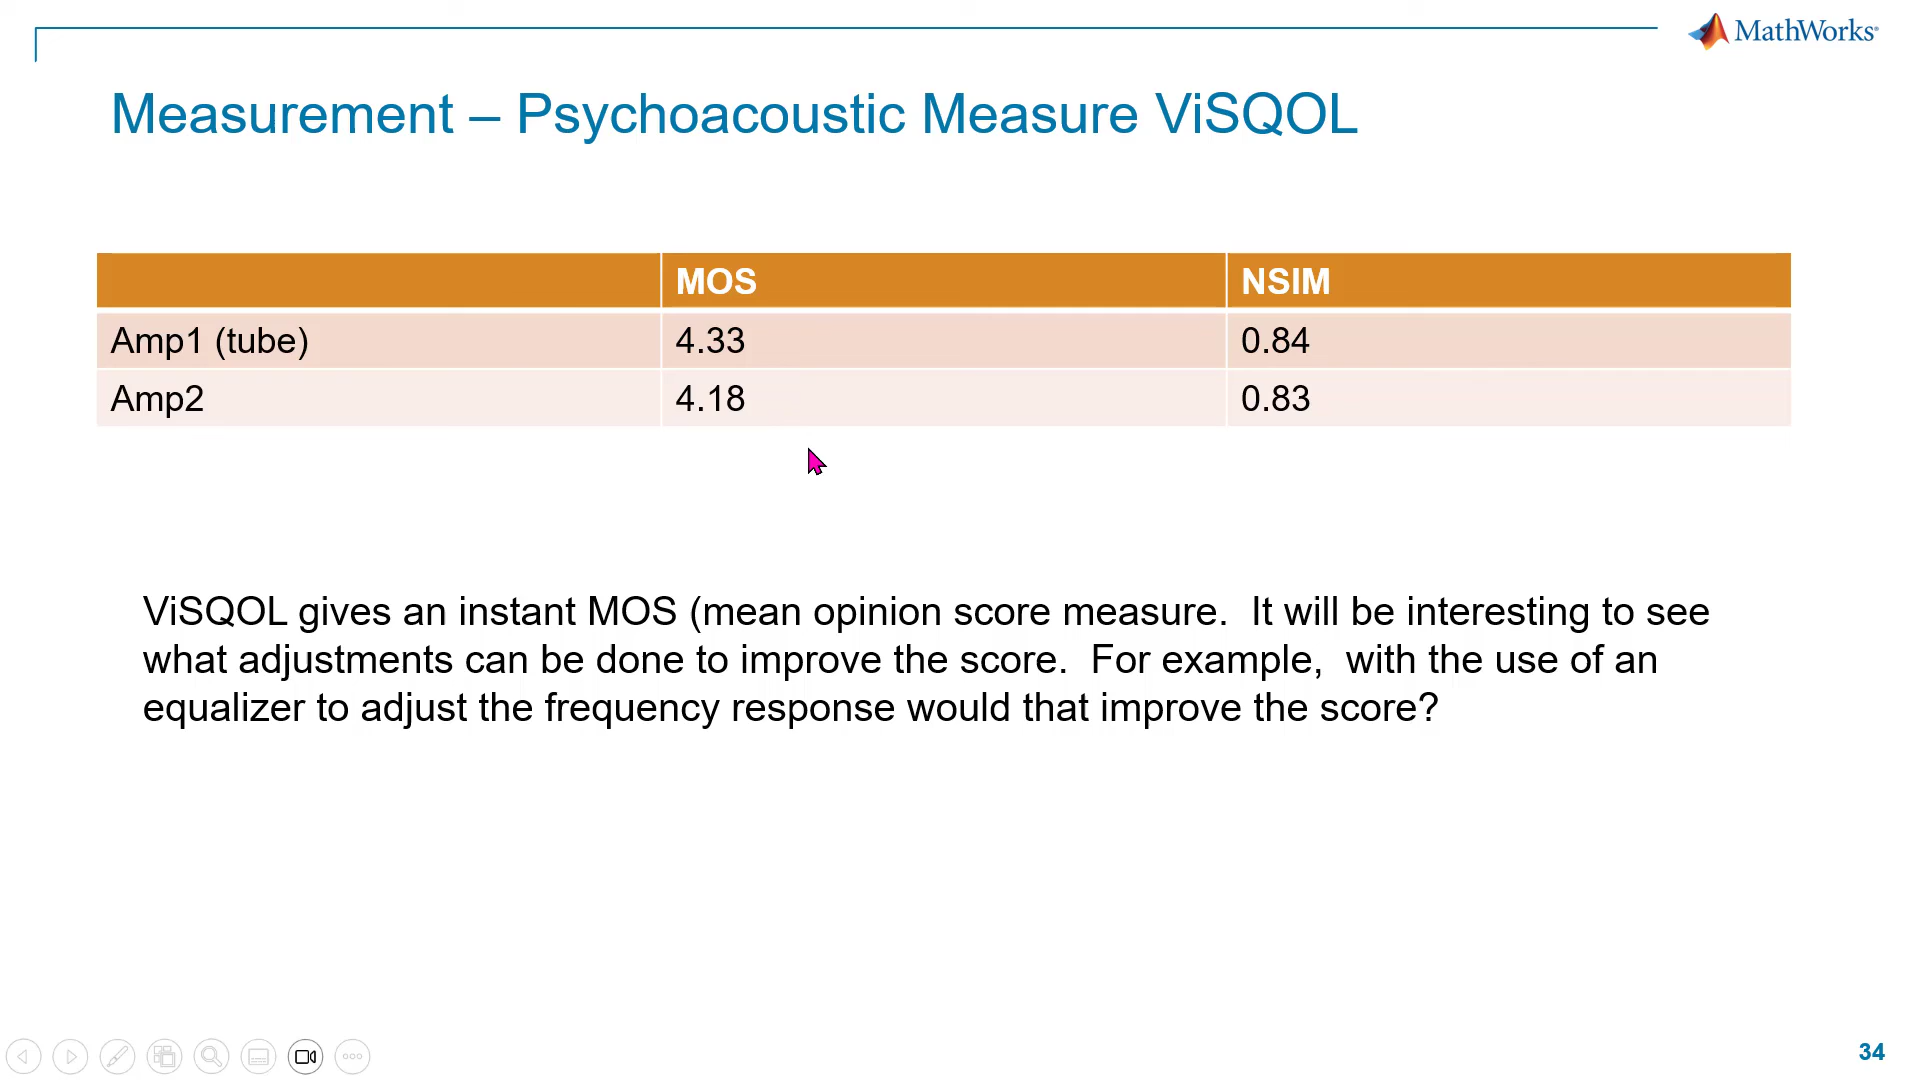 MathWorks
Measurement – Psychoacoustic Measure ViSQOL
MOS NSIM
Amp1 (tube) 4.33 0.84
Amp2 4.18 0.83
ViSQOL gives an instant MOS (mean opinion score measure.  It will be interesting to see
what adjustments can be done to improve the score.  For example,  with the use of an
equalizer to adjust the frequency response would that improve the score?
34